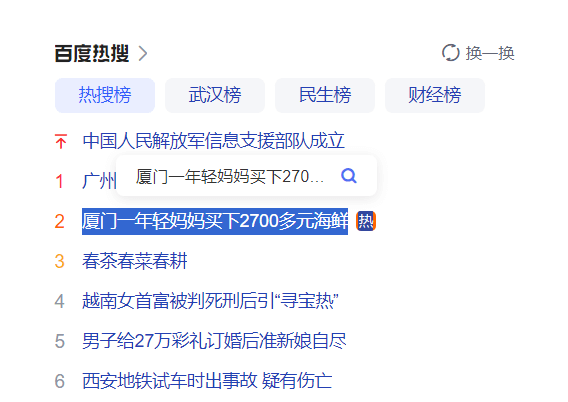 百度热搜
换一换
热搜榜 武汉榜 民生榜 财经榜
中国人民解放军信息支援部队成立
1 广州
厦门一年轻妈妈买下270...
2 厦门一年轻妈妈买下2700多元海鲜 热
3 春茶春菜春耕
4 越南女首富被判死刑后引“寻宝热”
5 男子给27万彩礼订婚后准新娘自尽
6 西安地铁试车时出事故 疑有伤亡